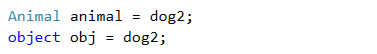 Animal animal = dog2;
object obj = dog2;